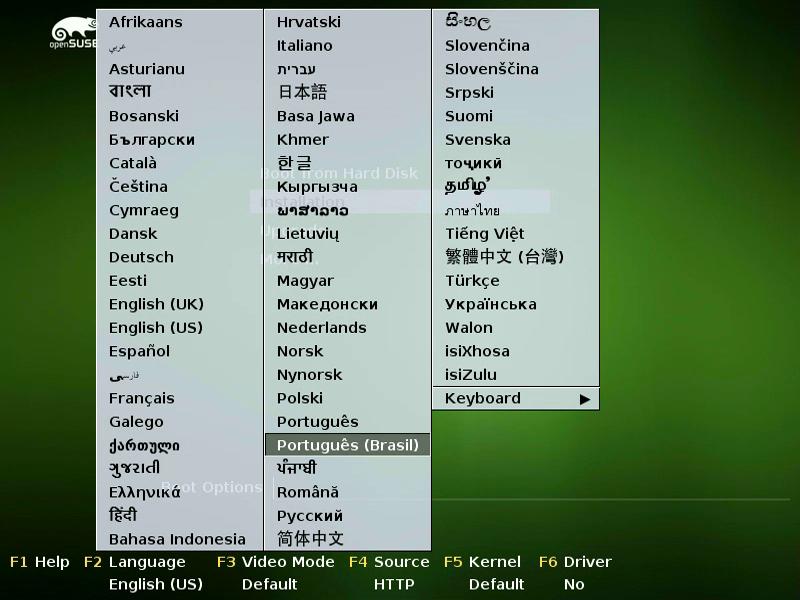 openSUSE
Afrikaans
عربي
Asturianu
বাংলা
Bosanski
Български
Català
Čeština
Cymraeg
Dansk
Deutsch
Eesti
English (UK)
English (US)
Español
فارسی
Français
Galego
ქართული
ગુજરાતી
Ελληνικά
हिंदी
Bahasa Indonesia
Hrvatski
Italiano
עברית
日本語
Basa Jawa
Khmer
한글
Кыргызча
ພາສາລາວ
Lietuvių
मराठी
Magyar
Македонски
Nederlands
Norsk
Nynorsk
Polski
Português
Português (Brasil)
ਪੰਜਾਬੀ
Română
Русский
简体中文
සිංහල
Slovenčina
Slovenščina
Srpski
Suomi
Svenska
тоҷикӣ
தமிழ்
ภาษาไทย
Tiếng Việt
繁體中文 (台灣)
Türkçe
Українська
Walon
isiXhosa
isiZulu
Keyboard
Boot from Hard Disk
Installation
Boot Options
F1 Help F2 Language F3 Video Mode F4 Source F5 Kernel F6 Driver
English (US) Default HTTP Default No